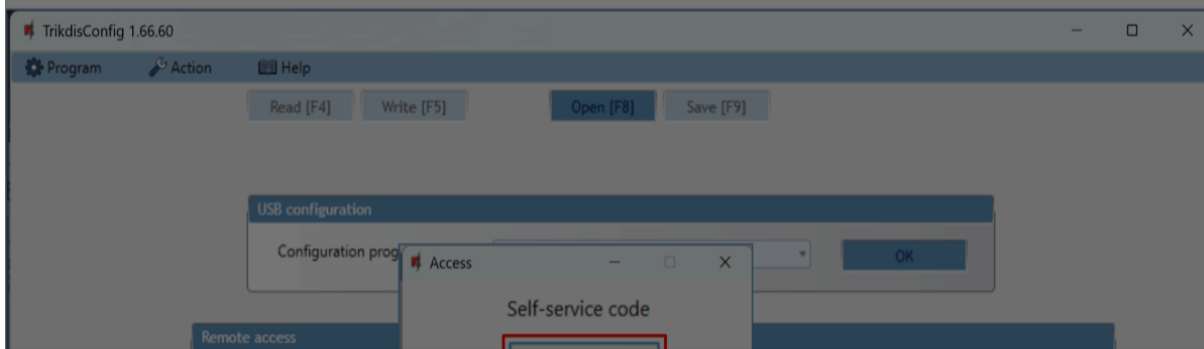 TrikdisConfig 1.66.60
Program Action Help
Read [F4] Write [F5] Open [F8] Save [F9]
USB configuration
Configuration prog OK
Access
Self-service code
Remote access